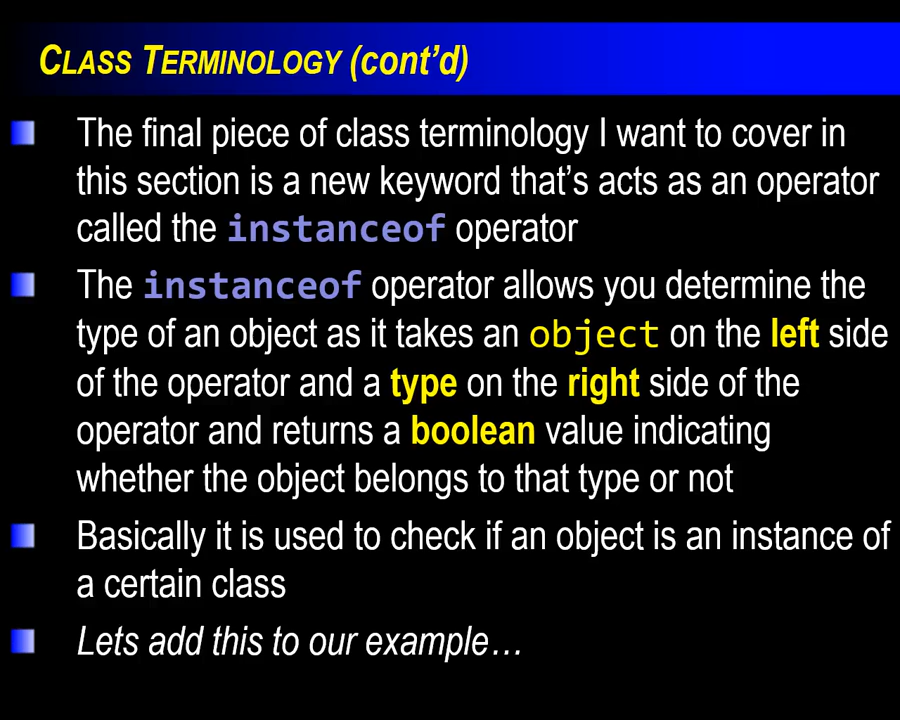 CLASS TERMINOLOGY (cont'd)
The final piece of class terminology I want to cover in
this section is a new keyword that's acts as an operator
called the instanceof operator
The instanceof operator allows you determine the
type of an object as it takes an object on the left side
of the operator and a type on the right side of the
operator and returns a boolean value indicating
whether the object belongs to that type or not
Basically it is used to check if an object is an instance of
a certain class
Lets add this to our example…